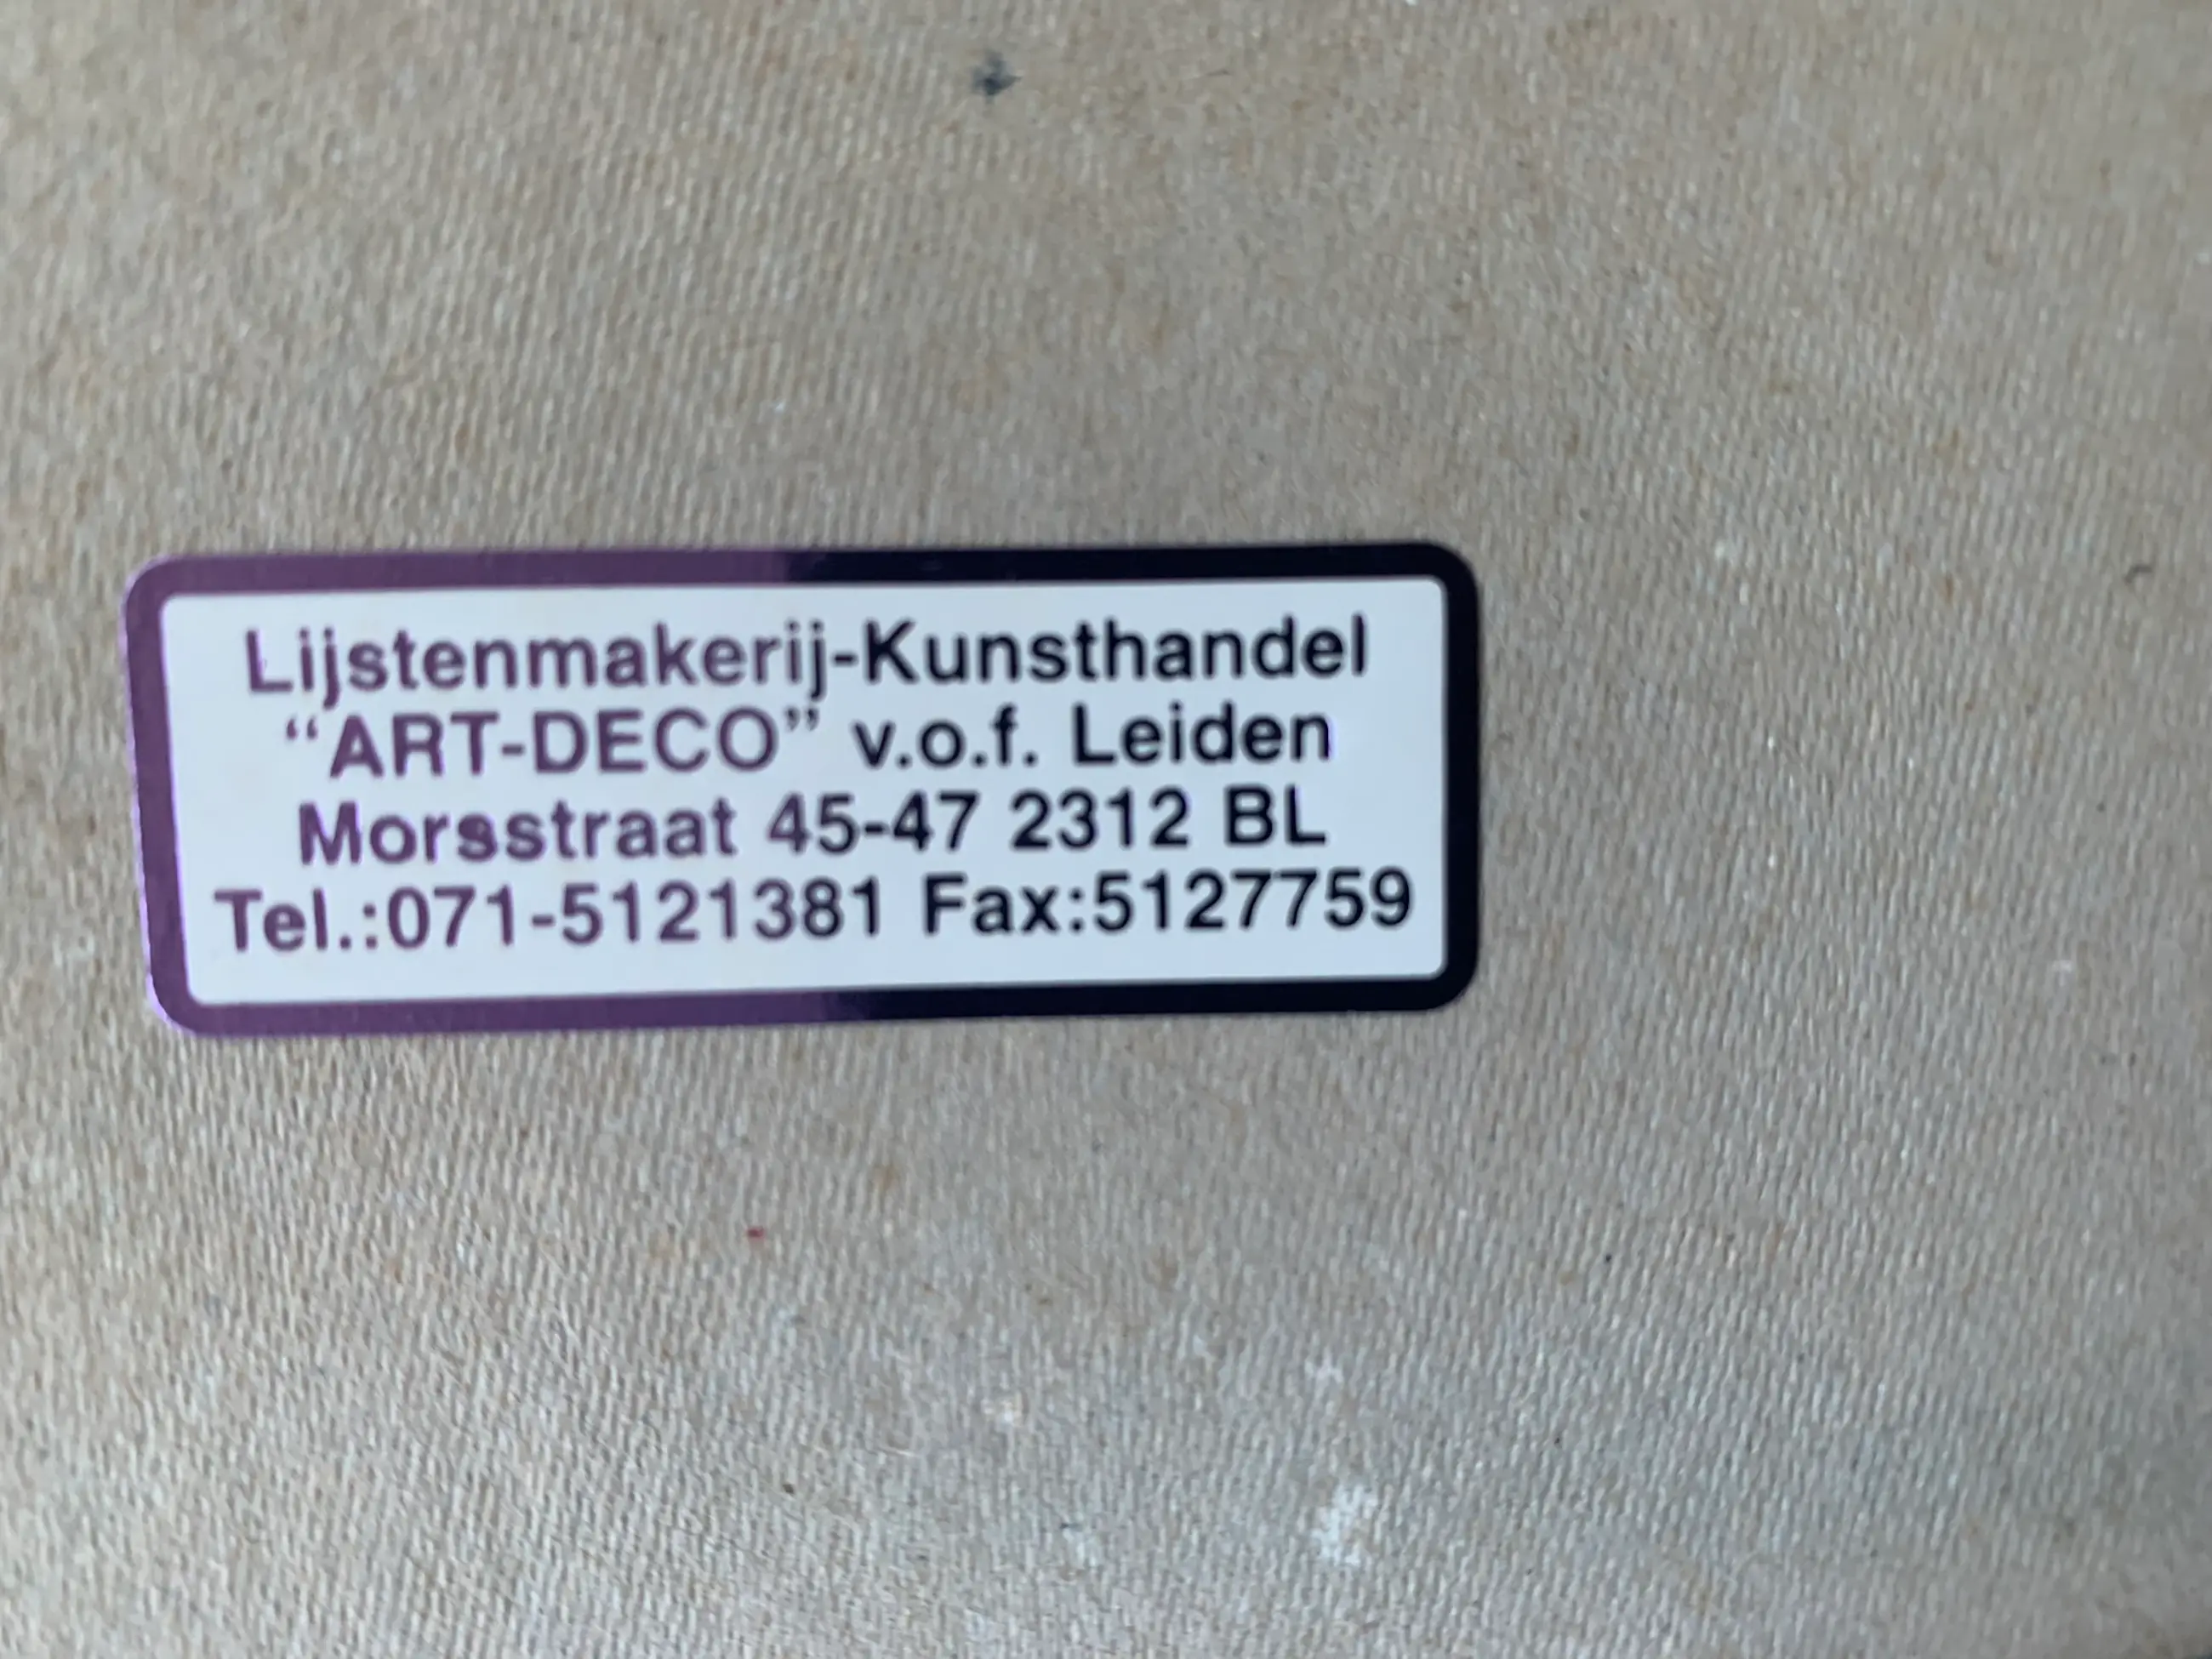 Lijstenmakerij-Kunsthandel
“ART-DECO” v.o.f. Leiden
Morsstraat 45-47 2312 BL
Tel.:071-5121381 Fax:5127759